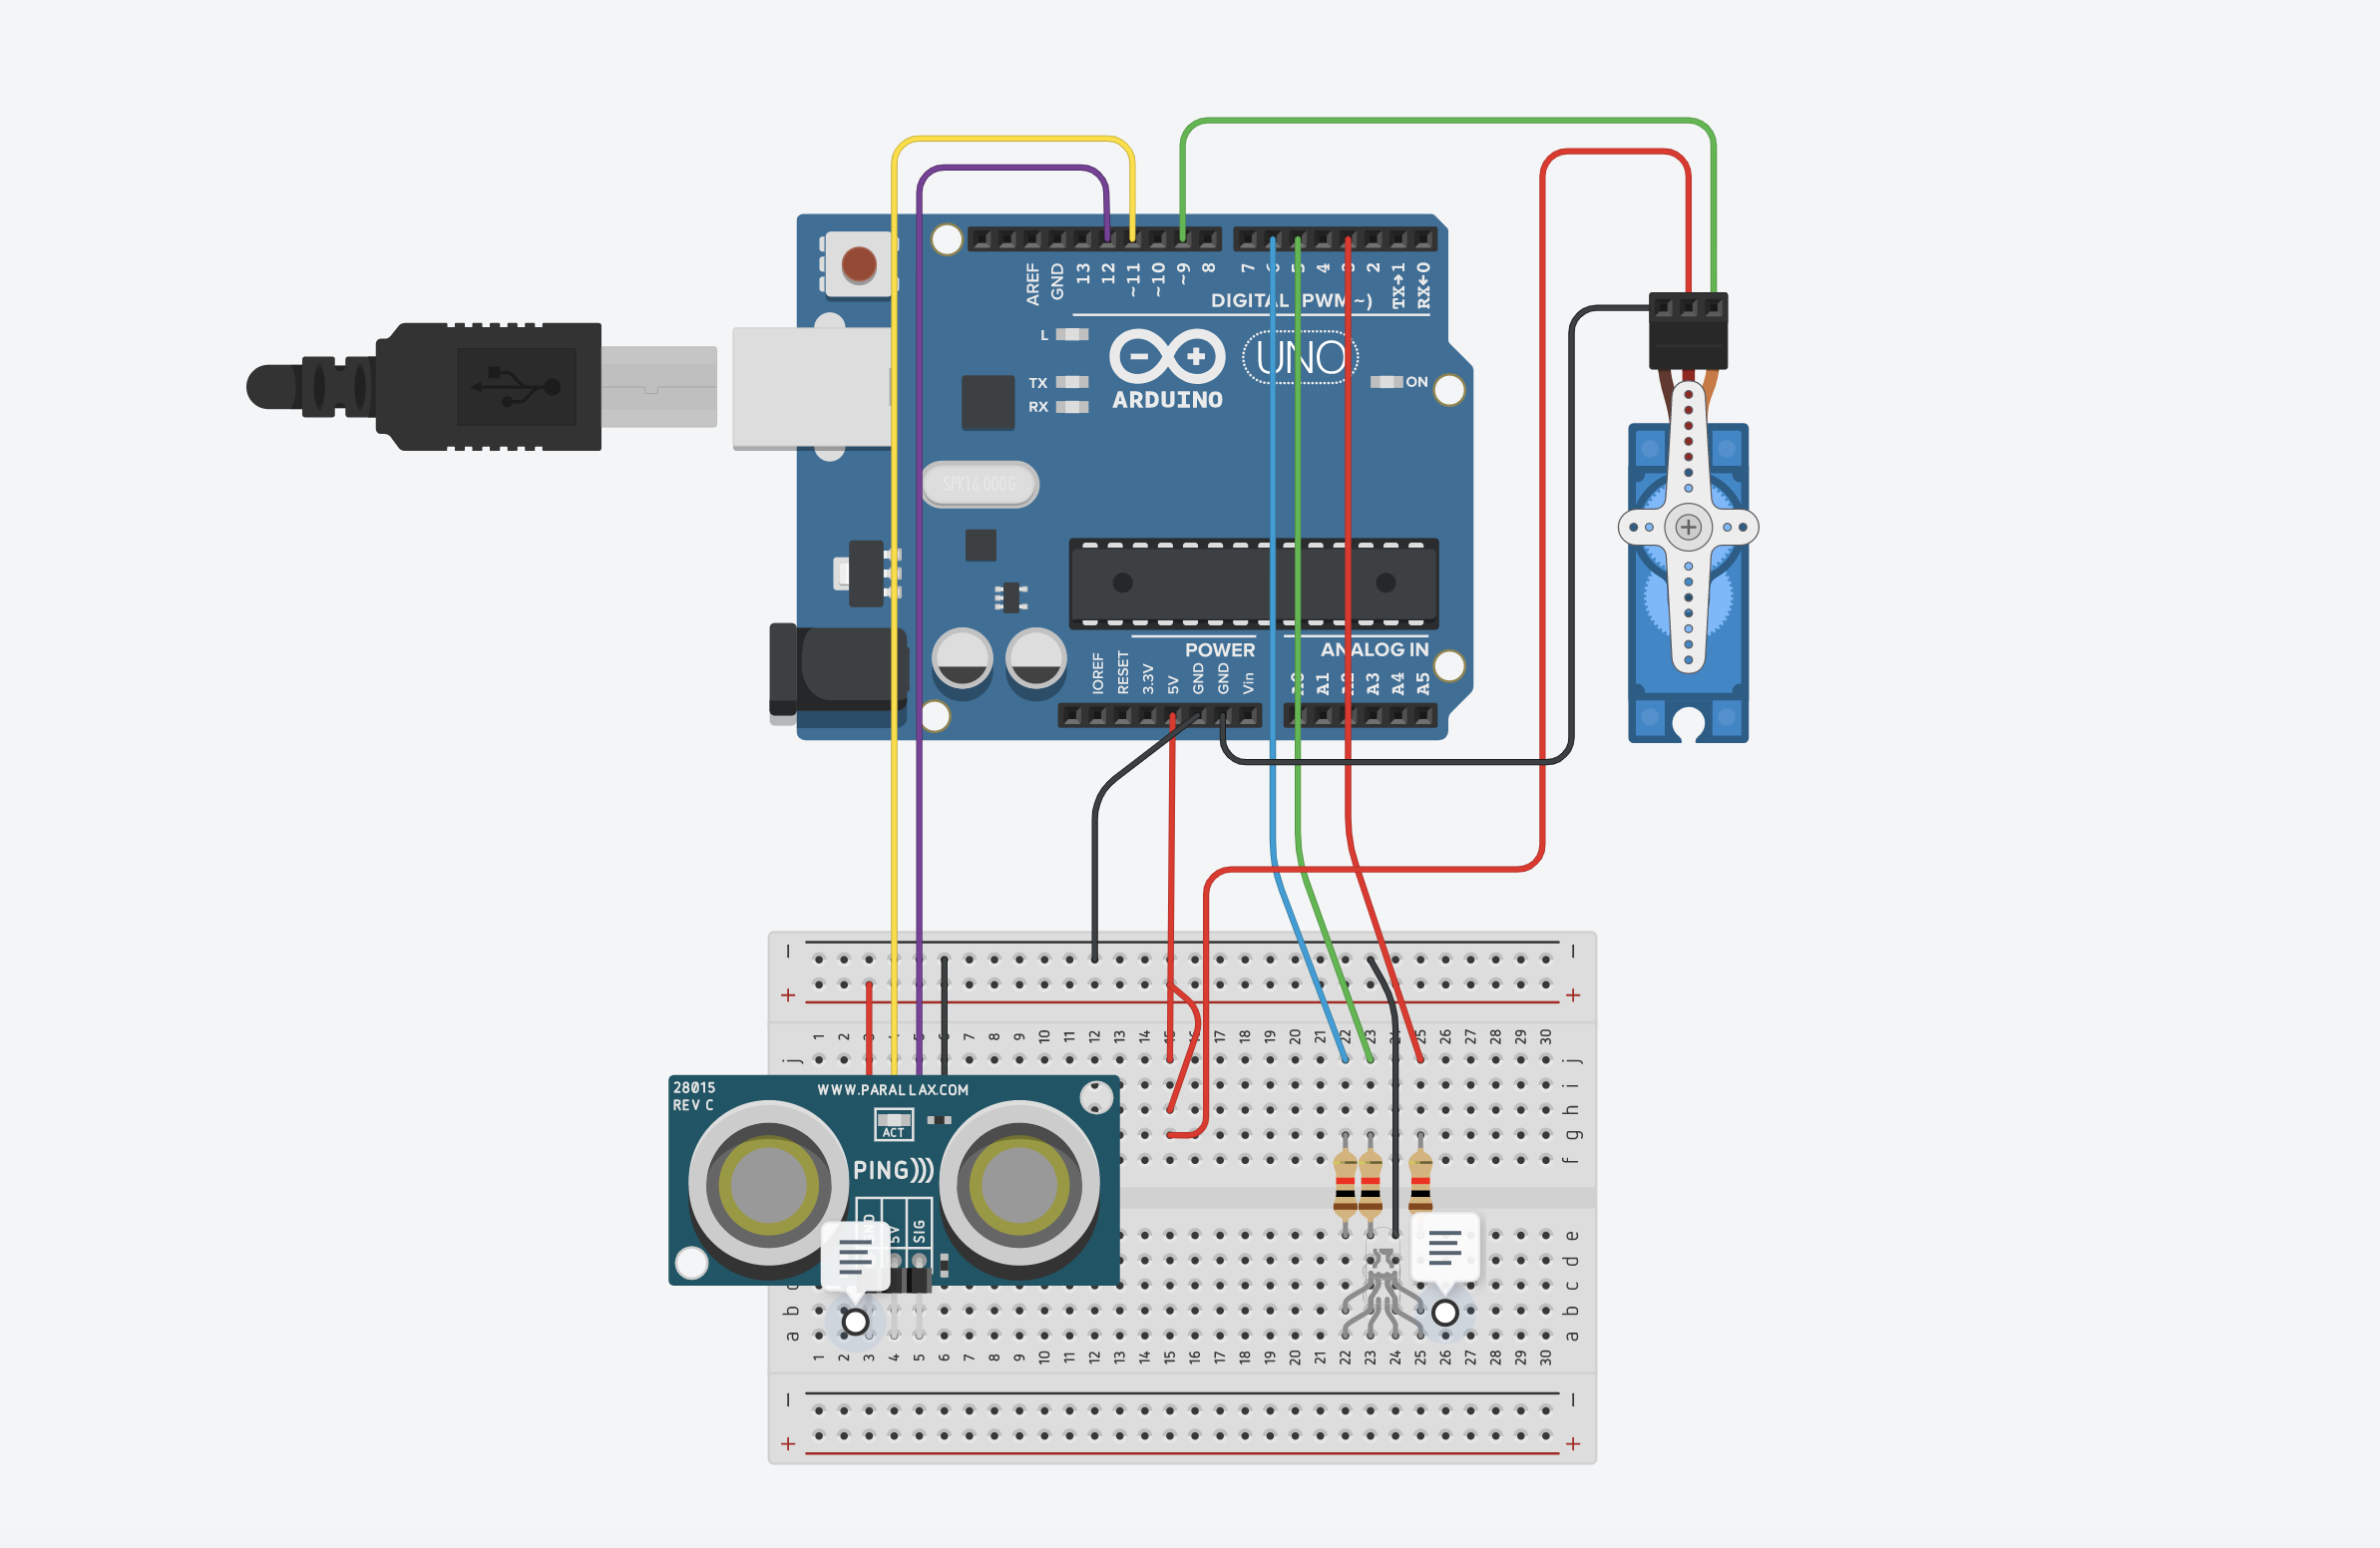 AREF
GND
13
12
~11
~10
~9
8
7
6
5
4
3
2
TX→1
RX←0
DIGITAL (PWM~)
L
TX
RX
ARDUINO
UNO
ON
SPK16.000G
POWER
ANALOG IN
IOREF
RESET
3.3V
5V
GND
GND
Vin
A0
A1
A2
A3
A4
A5
− −
+ +
1 2 3 4 5 6 7 8 9 10 11 12 13 14 15 16 17 18 19 20 21 22 23 24 25 26 27 28 29 30
j j
i
h
g
f
28015
REV C
WWW.PARALLAX.COM
ACT
PING)))
GND
5V
SIG
e
d
c c
b b
a a
1 2 3 4 5 6 7 8 9 10 11 12 13 14 15 16 17 18 19 20 21 22 23 24 25 26 27 28 29 30
− −
+ +